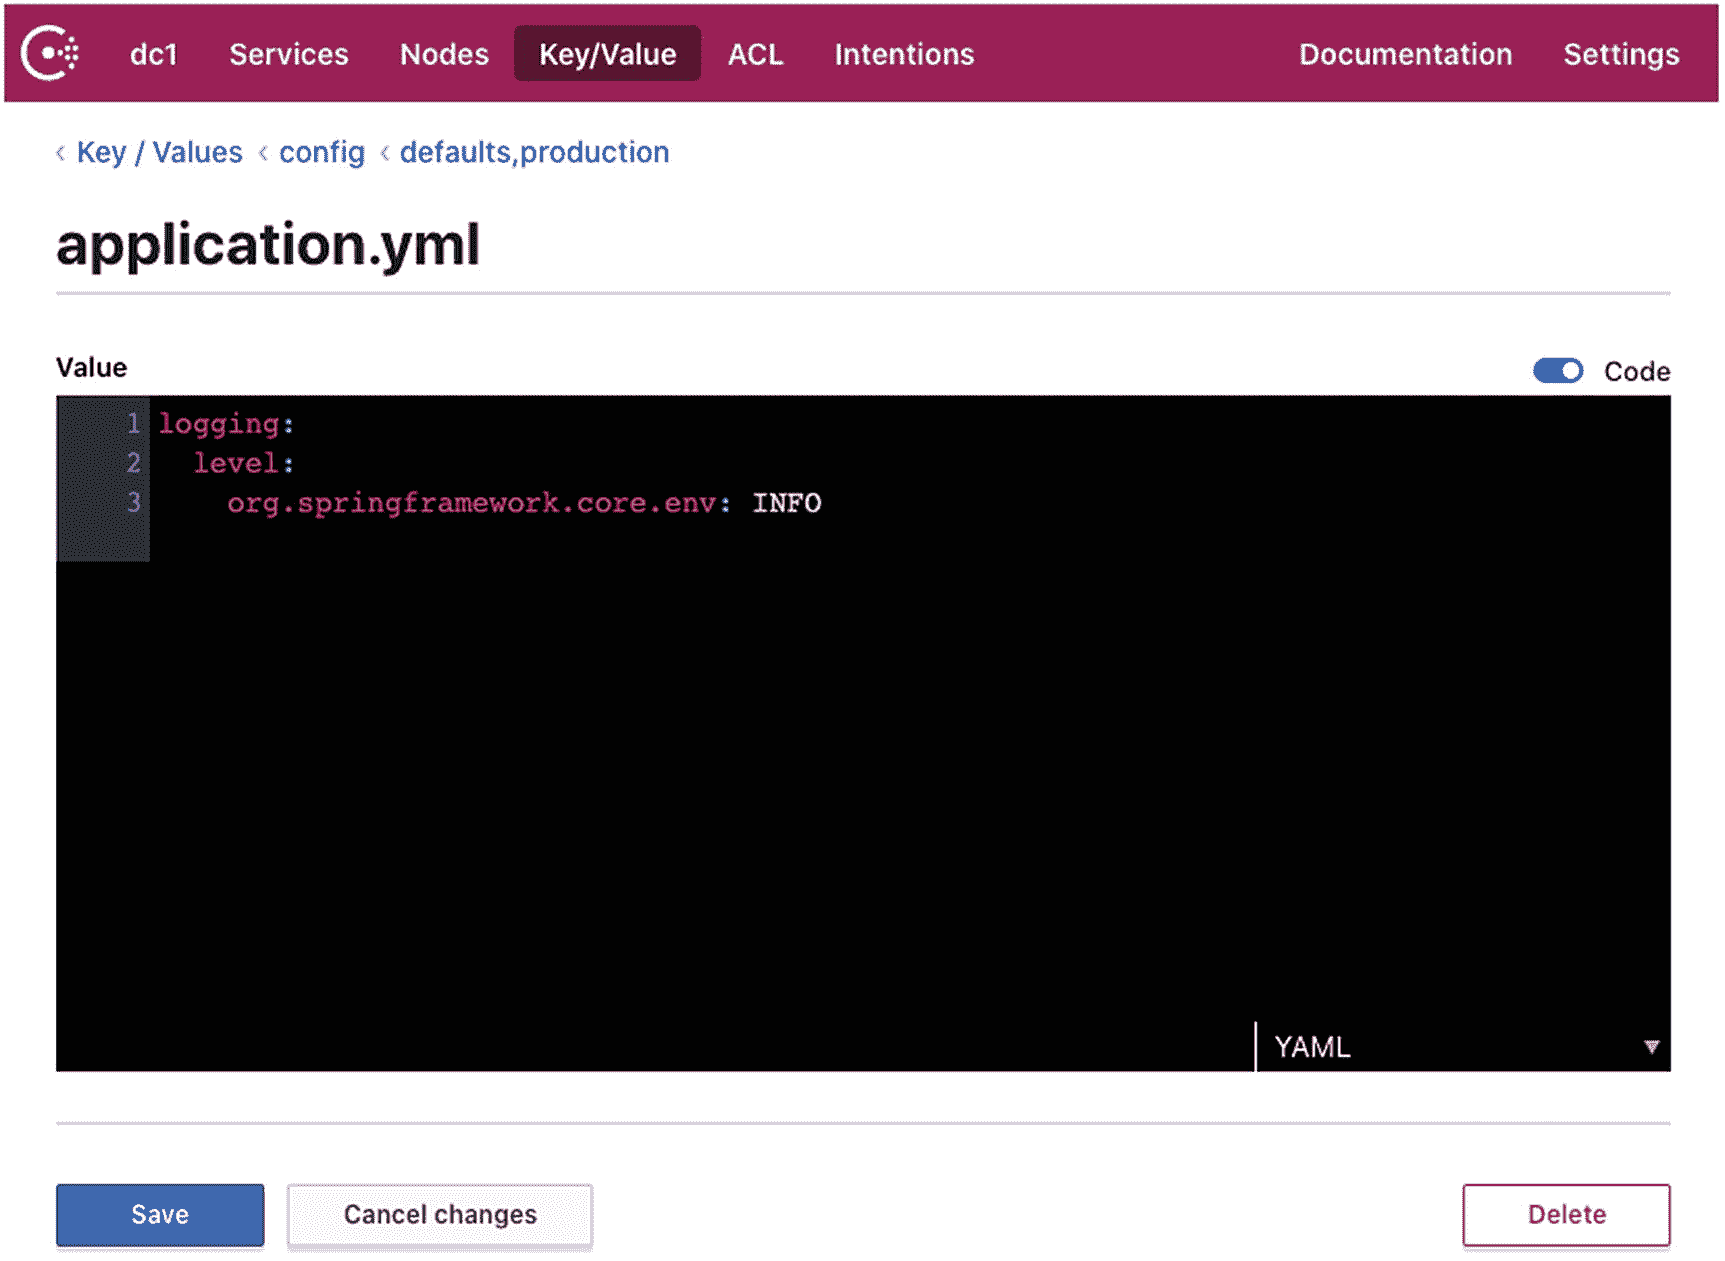 dc1 Services Nodes Key/Value ACL Intentions Documentation Settings
‹ Key / Values ‹ config ‹ defaults,production
application.yml
Value Code
1 logging:
2   level:
3     org.springframework.core.env: INFO
YAML
Save Cancel changes Delete